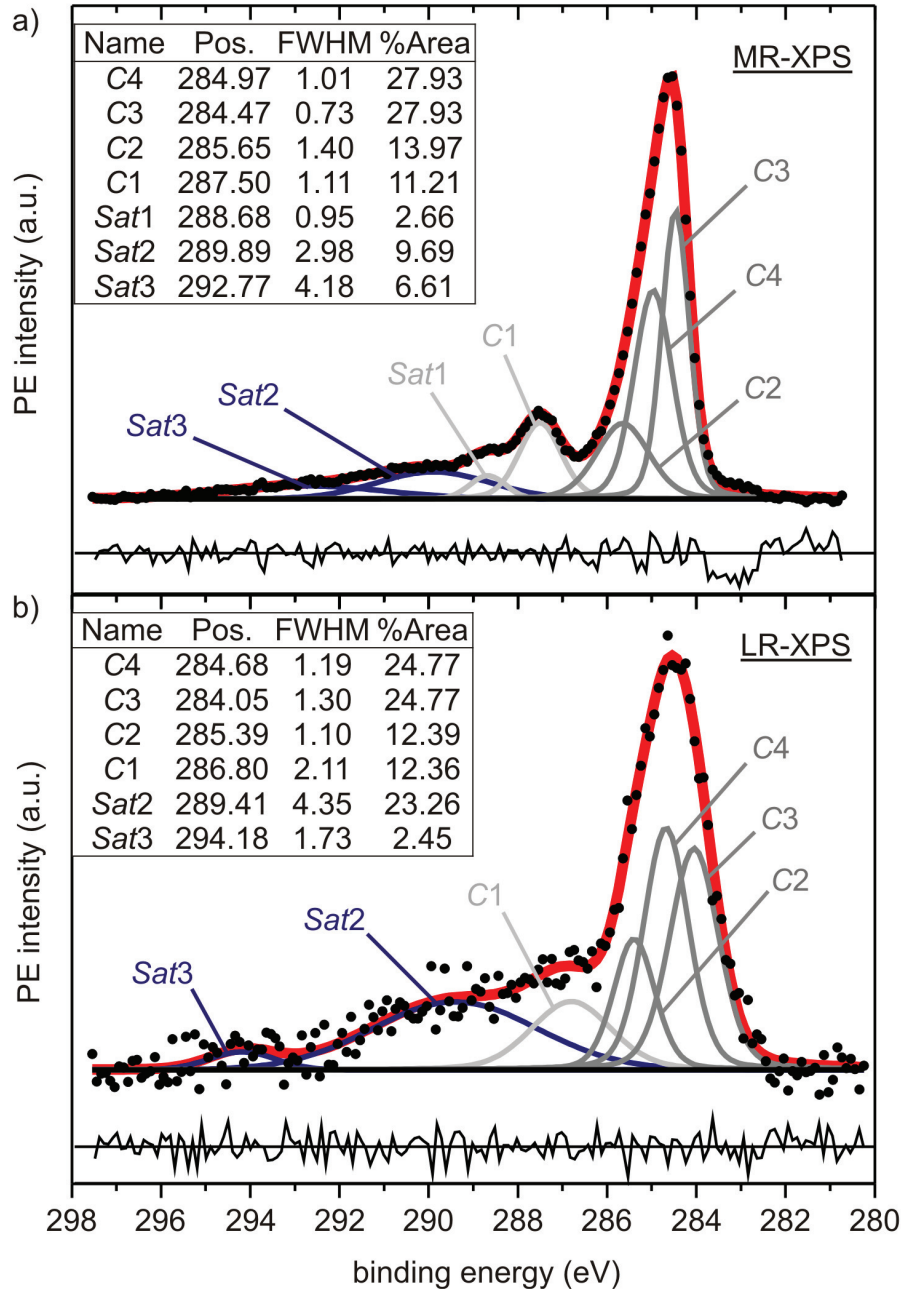 a)
Name Pos. FWHM %Area
C4 284.97 1.01 27.93
C3 284.47 0.73 27.93
C2 285.65 1.40 13.97
C1 287.50 1.11 11.21
Sat1 288.68 0.95 2.66
Sat2 289.89 2.98 9.69
Sat3 292.77 4.18 6.61
MR-XPS
C3
C4
C2
C1
Sat1
Sat2
Sat3
PE intensity (a.u.)
b)
Name Pos. FWHM %Area
C4 284.68 1.19 24.77
C3 284.05 1.30 24.77
C2 285.39 1.10 12.39
C1 286.80 2.11 12.36
Sat2 289.41 4.35 23.26
Sat3 294.18 1.73 2.45
LR-XPS
C4
C3
C2
C1
Sat2
Sat3
PE intensity (a.u.)
298 296 294 292 290 288 286 284 282 280
binding energy (eV)